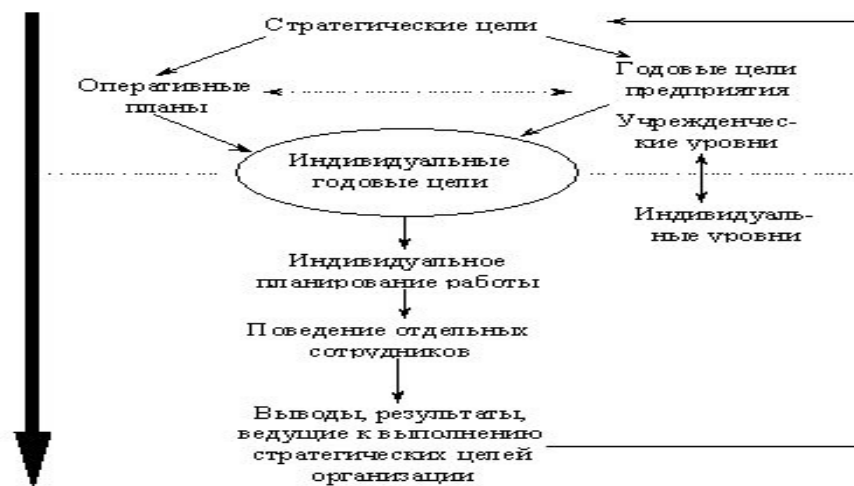 Стратегические цели
Оперативные
планы
Годовые цели
предприятия
Учрежденчес-
кие уровни
Индивидуальные
годовые цели
Индивидуаль-
ные уровни
Индивидуальное
планирование работы
Поведение отдельных
сотрудников
Выводы, результаты,
ведущие к выполнению
стратегических целей
организации